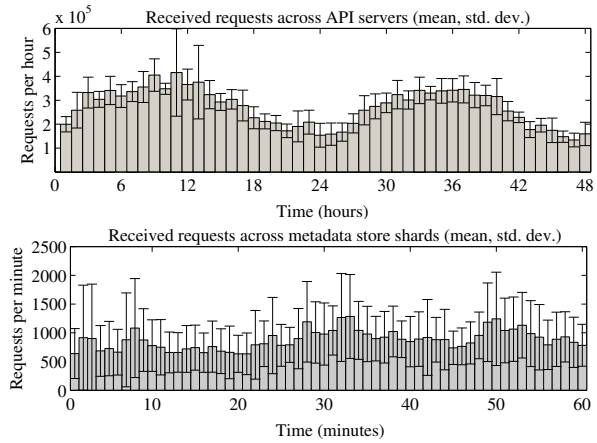 x 10⁵
Received requests across API servers (mean, std. dev.)
Requests per hour
6
5
4
3
2
1
0 6 12 18 24 30 36 42 48
Time (hours)
Received requests across metadata store shards (mean, std. dev.)
Requests per minute
2500
2000
1500
1000
500
0
0 10 20 30 40 50 60
Time (minutes)